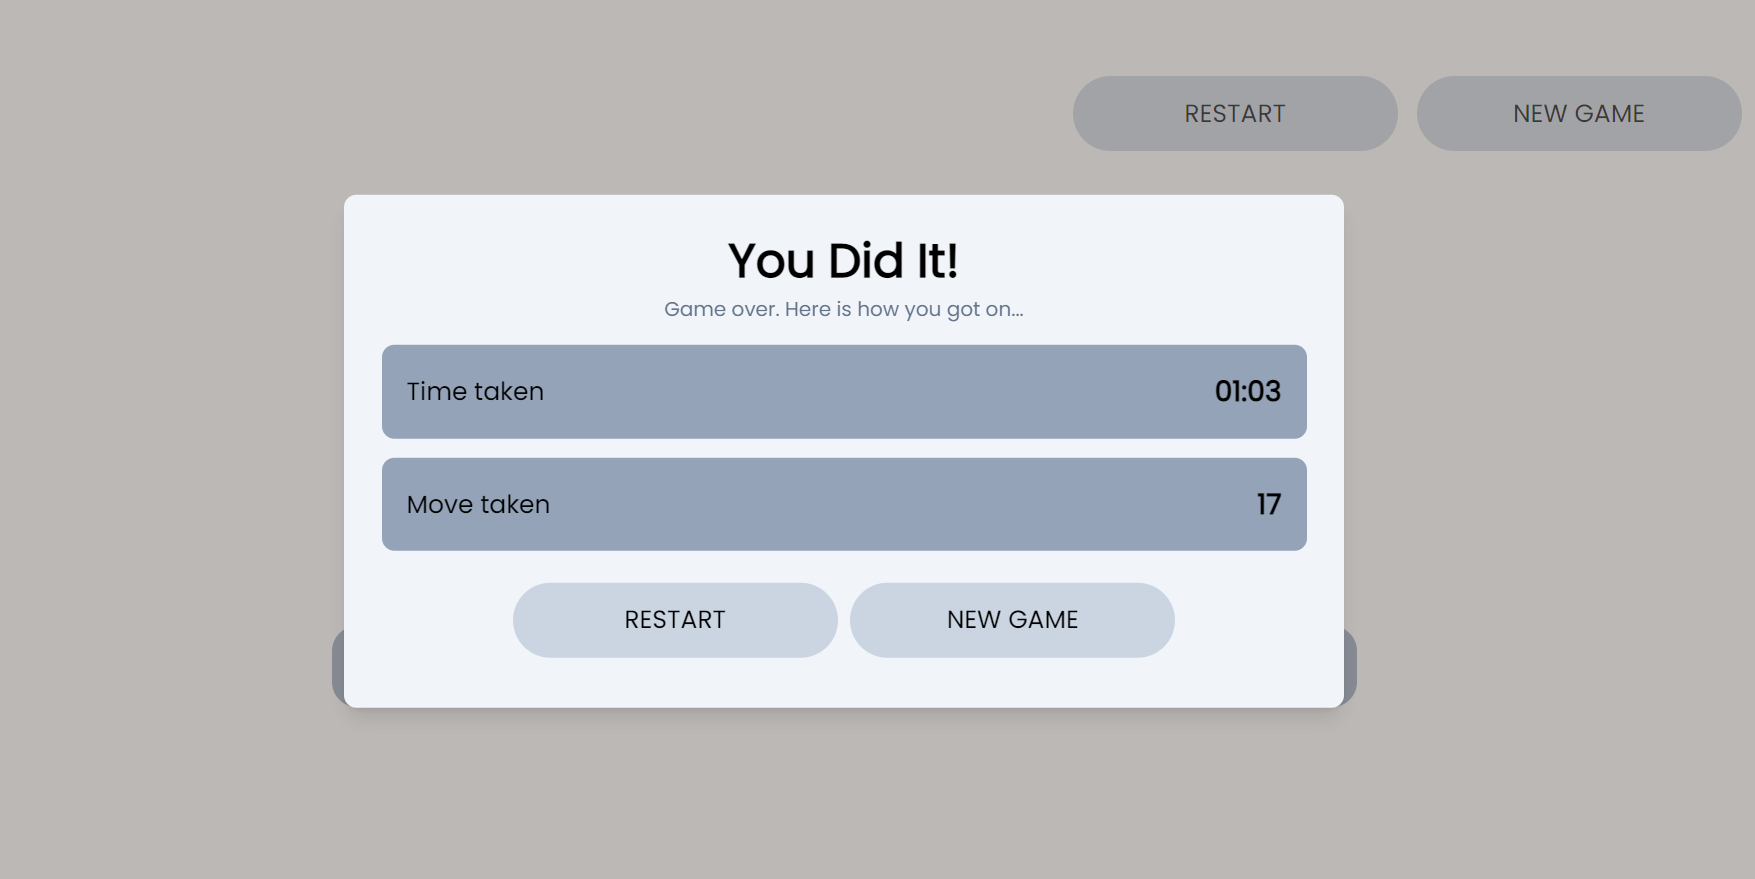 RESTART
NEW GAME
You Did It!
Game over. Here is how you got on...
Time taken
01:03
Move taken
17
RESTART
NEW GAME